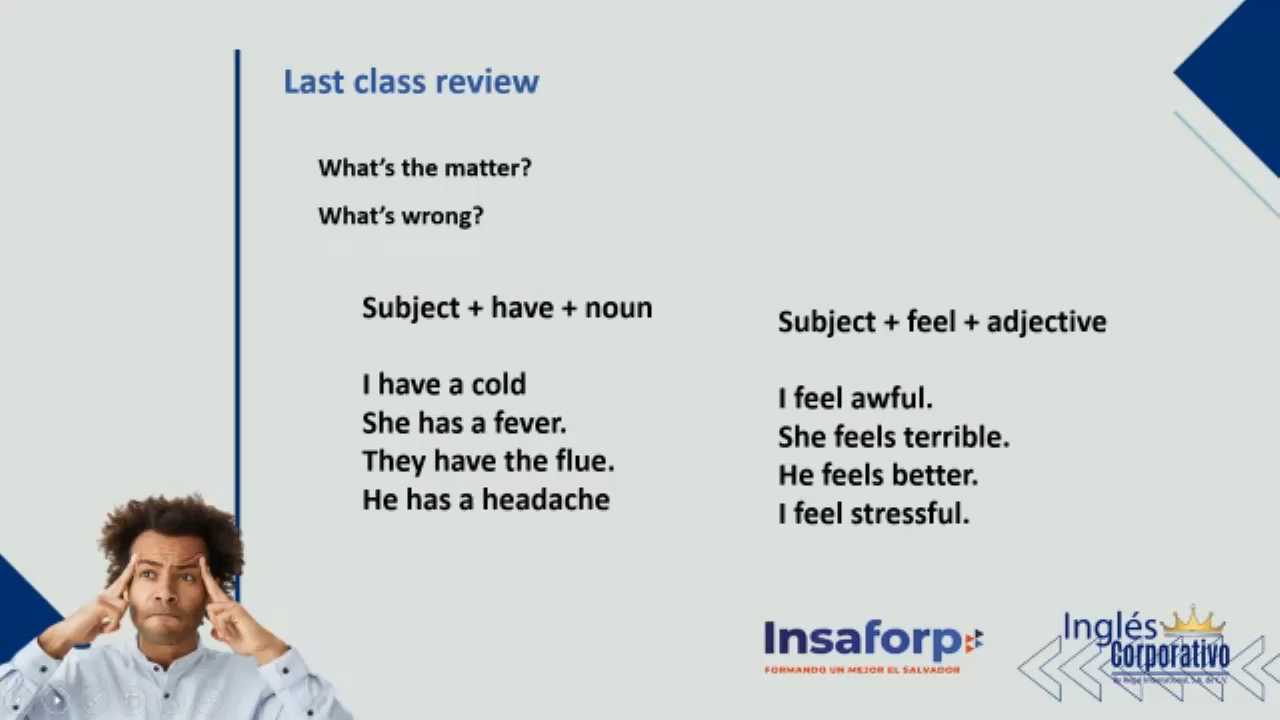 Last class review
What's the matter?
What's wrong?
Subject + have + noun
I have a cold
She has a fever.
They have the flue.
He has a headache
Subject + feel + adjective
I feel awful.
She feels terrible.
He feels better.
I feel stressful.
Insaforp
FORMANDO UN MEJOR EL SALVADOR
Inglés
Corporativo